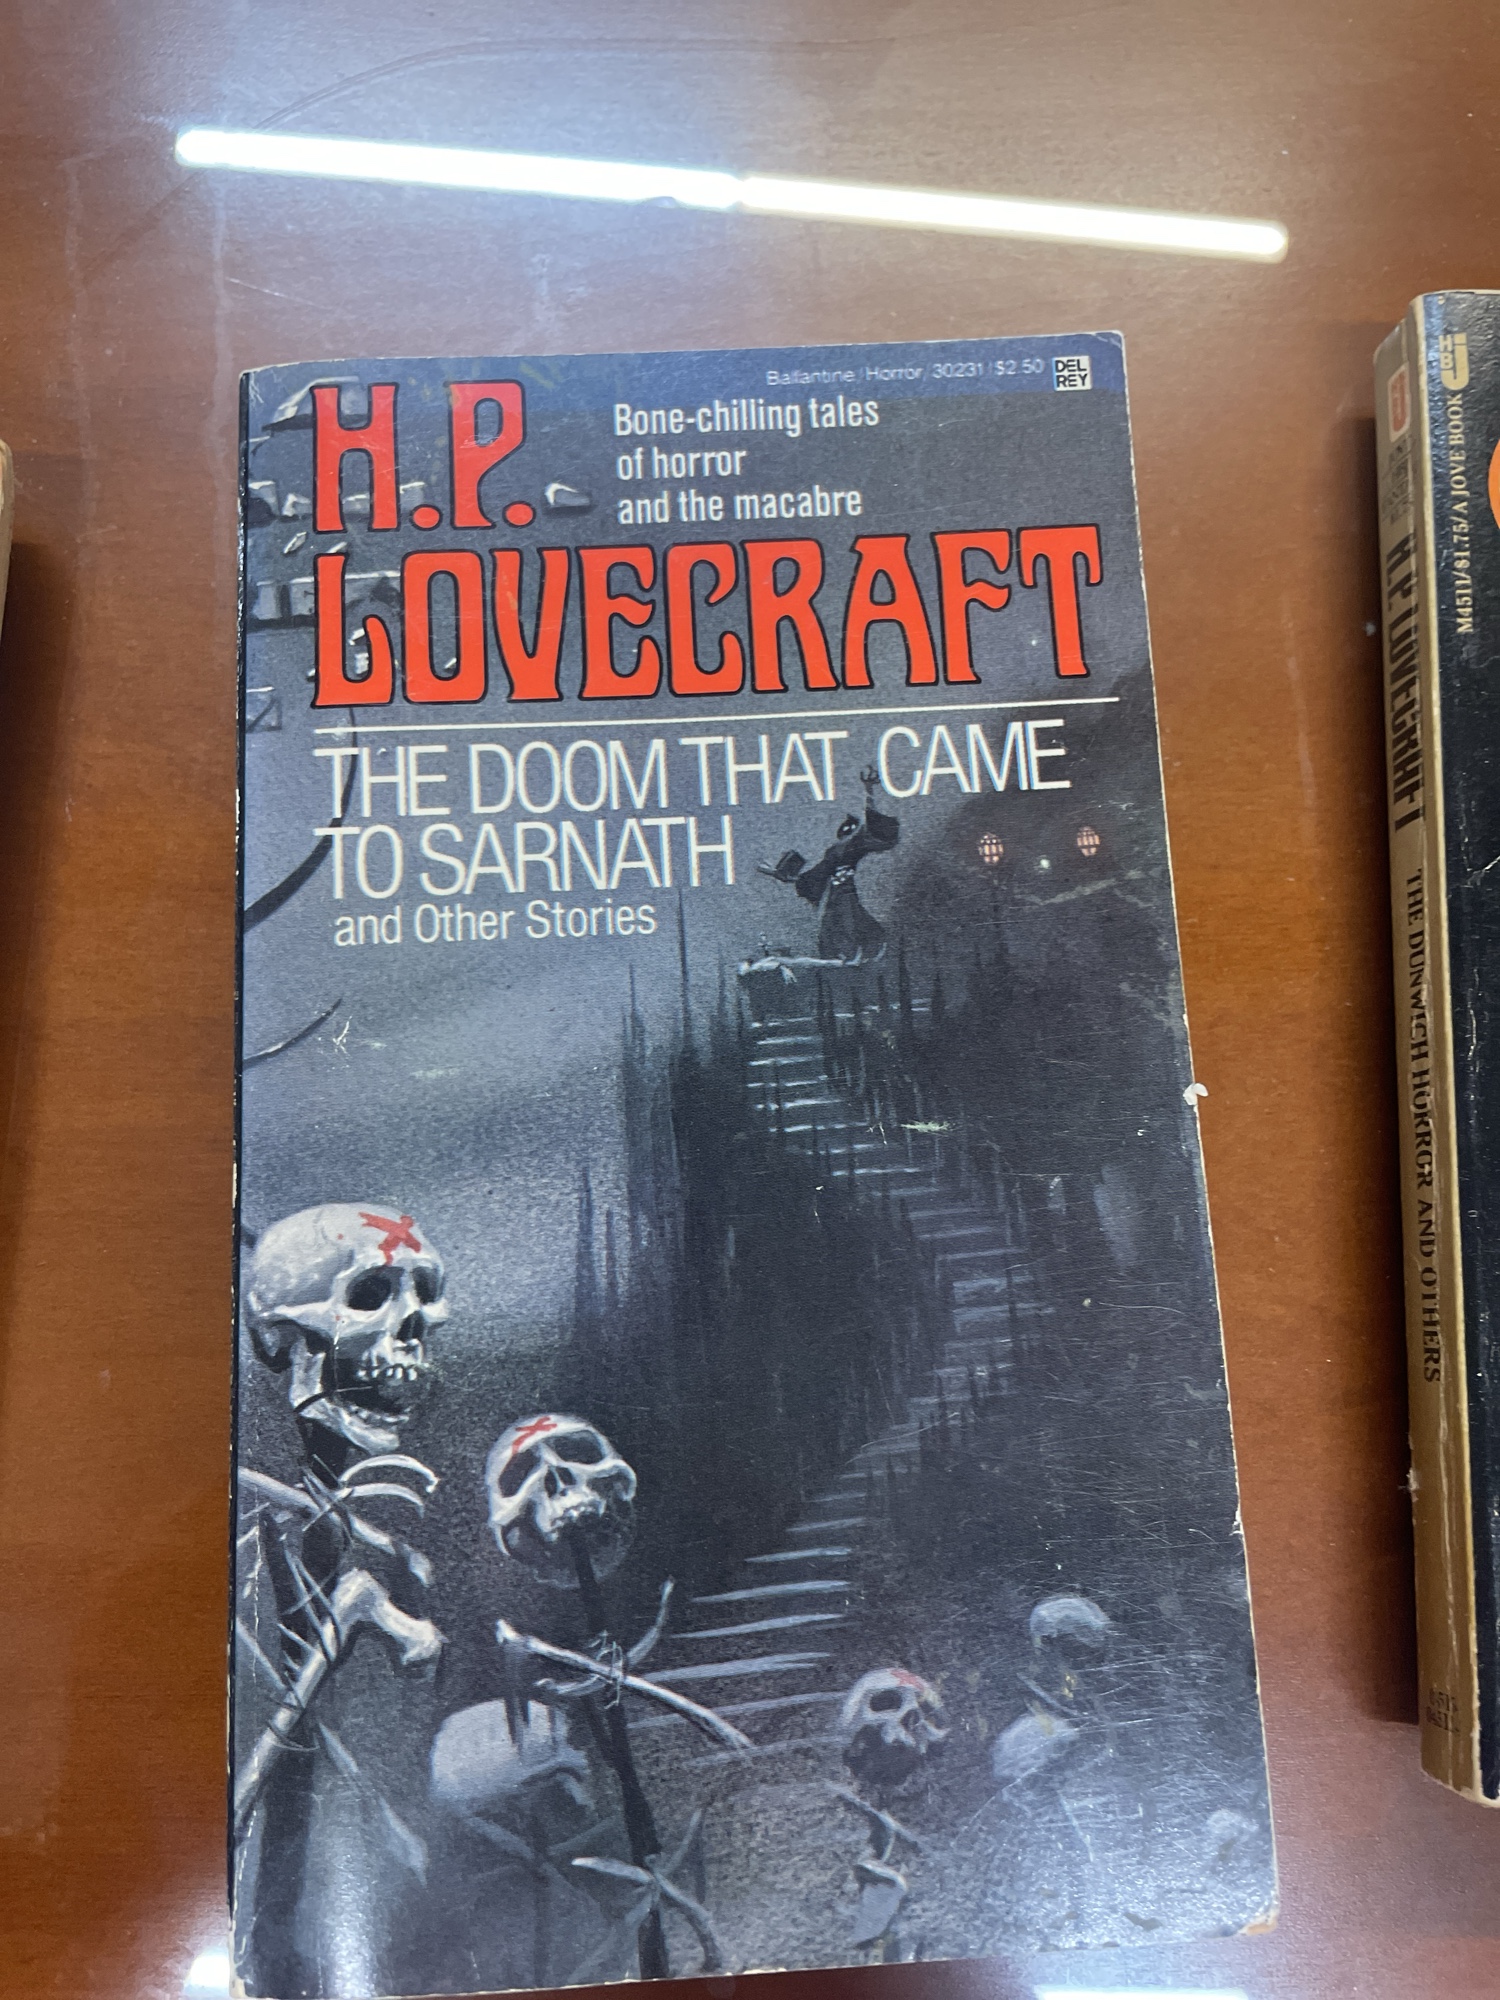 Ballantine/Horror/30231/$2.50
DEL
REY
H.P.
Bone-chilling tales
of horror
and the macabre
LOVECRAFT
THE DOOM THAT CAME
TO SARNATH
and Other Stories
HBJ
M4511/$1.75/A JOVE BOOK
H.P. LOVECRAFT
THE DUNWICH HORROR AND OTHERS